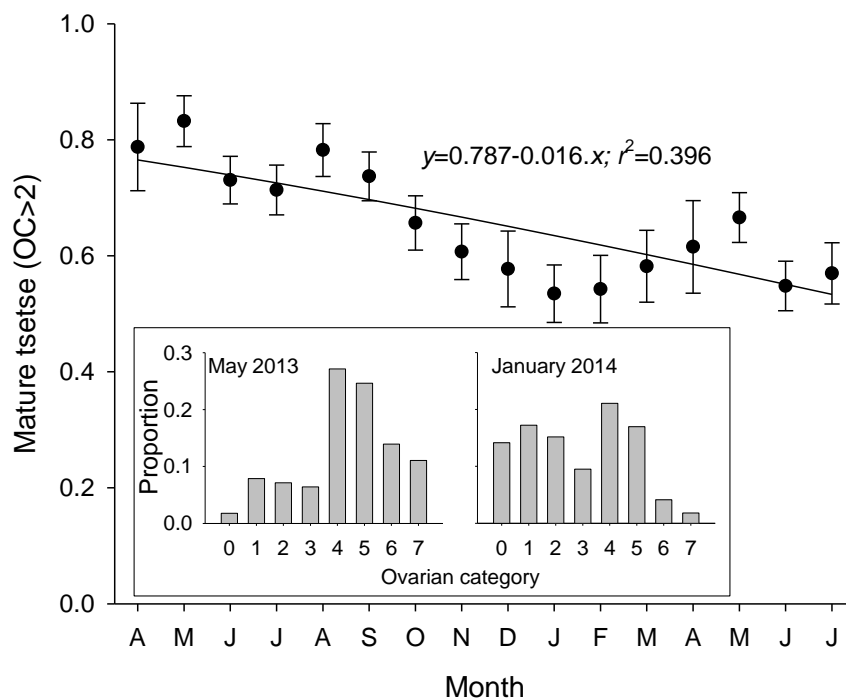 1.0
0.8
0.6
0.4
0.2
0.0
Mature tsetse (OC>2)
y=0.787-0.016.x; r²=0.396
May 2013
January 2014
0.3
0.2
0.1
0.0
Proportion
0 1 2 3 4 5 6 7
0 1 2 3 4 5 6 7
Ovarian category
A M J J A S O N D J F M A M J J
Month